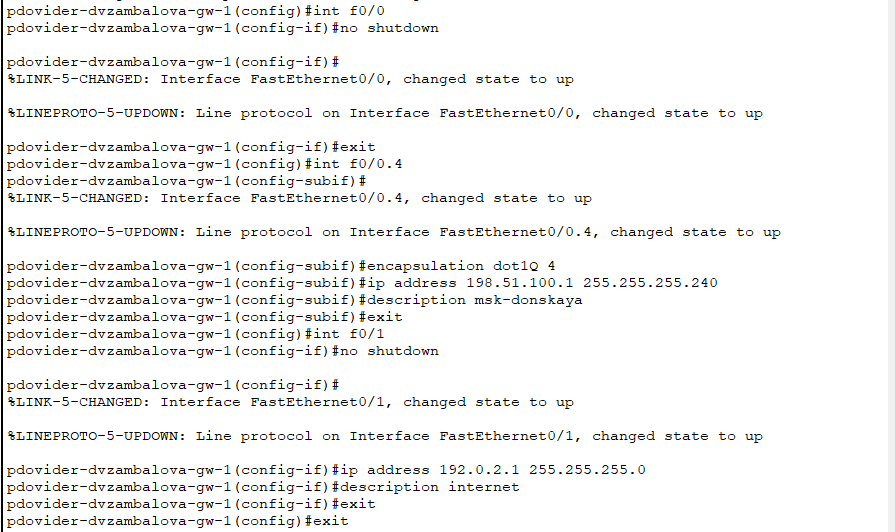 pdovider-dvzambalova-gw-1(config)#int f0/0
pdovider-dvzambalova-gw-1(config-if)#no shutdown
pdovider-dvzambalova-gw-1(config-if)#
%LINK-5-CHANGED: Interface FastEthernet0/0, changed state to up
%LINEPROTO-5-UPDOWN: Line protocol on Interface FastEthernet0/0, changed state to up
pdovider-dvzambalova-gw-1(config-if)#exit
pdovider-dvzambalova-gw-1(config)#int f0/0.4
pdovider-dvzambalova-gw-1(config-subif)#
%LINK-5-CHANGED: Interface FastEthernet0/0.4, changed state to up
%LINEPROTO-5-UPDOWN: Line protocol on Interface FastEthernet0/0.4, changed state to up
pdovider-dvzambalova-gw-1(config-subif)#encapsulation dot1Q 4
pdovider-dvzambalova-gw-1(config-subif)#ip address 198.51.100.1 255.255.255.240
pdovider-dvzambalova-gw-1(config-subif)#description msk-donskaya
pdovider-dvzambalova-gw-1(config-subif)#exit
pdovider-dvzambalova-gw-1(config)#int f0/1
pdovider-dvzambalova-gw-1(config-if)#no shutdown
pdovider-dvzambalova-gw-1(config-if)#
%LINK-5-CHANGED: Interface FastEthernet0/1, changed state to up
%LINEPROTO-5-UPDOWN: Line protocol on Interface FastEthernet0/1, changed state to up
pdovider-dvzambalova-gw-1(config-if)#ip address 192.0.2.1 255.255.255.0
pdovider-dvzambalova-gw-1(config-if)#description internet
pdovider-dvzambalova-gw-1(config-if)#exit
pdovider-dvzambalova-gw-1(config)#exit